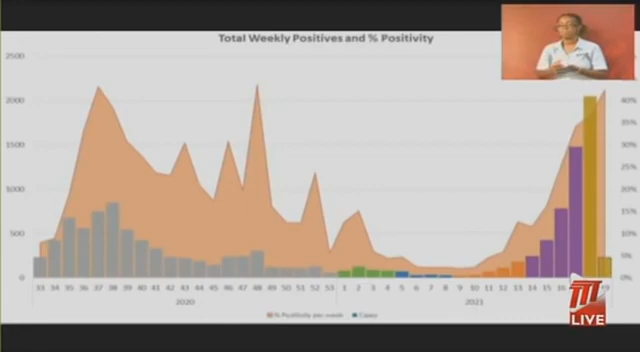 Total Weekly Positives and % Positivity
2500
2000 40%
35%
1500 30%
25%
1000 20%
15%
500 10%
5%
0 0%
33 34 35 36 37 38 39 40 41 42 43 44 45 46 47 48 49 50 51 52 53 1 2 3 4 5 6 7 8 9 10 11 12 13 14 15 16
2020 2021
% Positivity per week Cases
LIVE